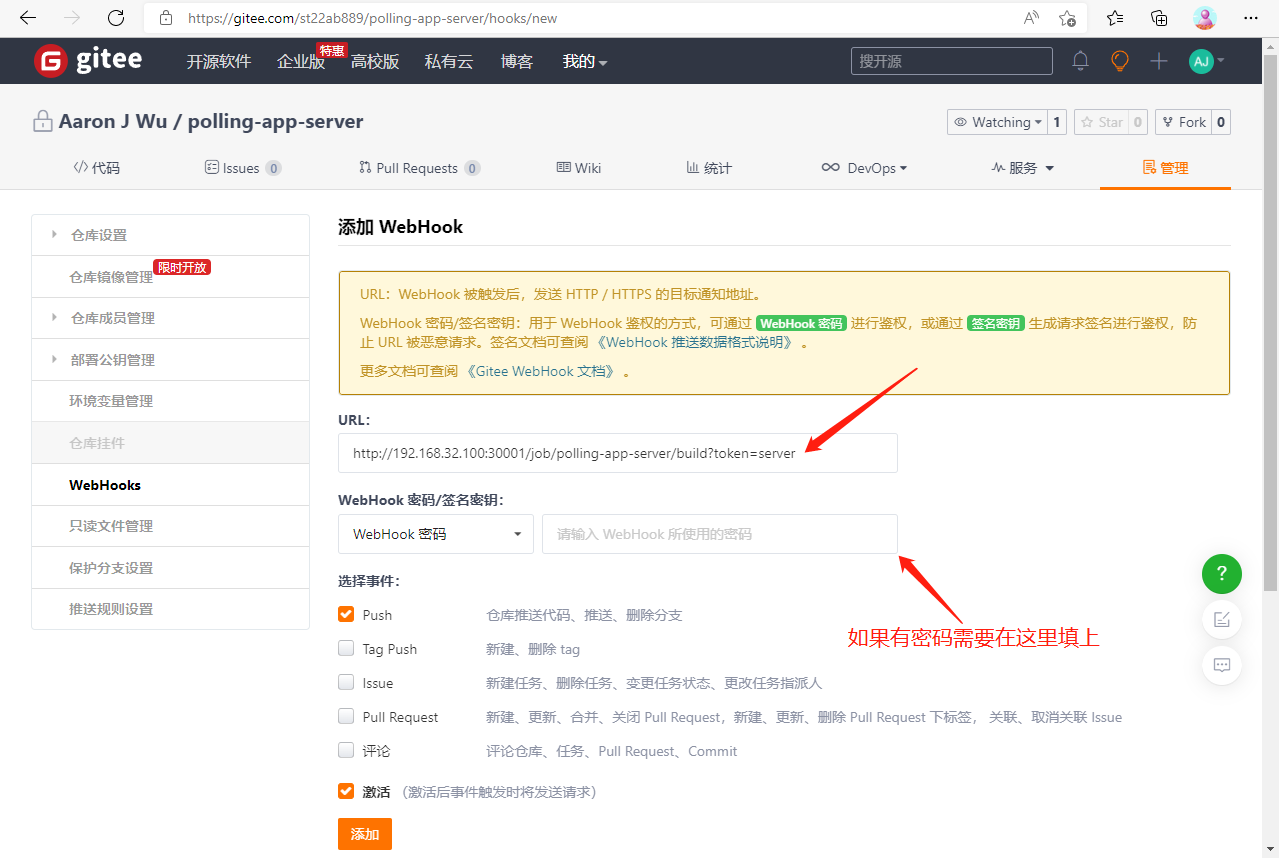 https://gitee.com/st22ab889/polling-app-server/hooks/new
gitee 开源软件 企业版 特惠 高校版 私有云 博客 我的 搜开源 AJ
Aaron J Wu / polling-app-server Watching 1 Star 0 Fork 0
代码 Issues 0 Pull Requests 0 Wiki 统计 DevOps 服务 管理
仓库设置
仓库镜像管理 限时开放
仓库成员管理
部署公钥管理
环境变量管理
仓库挂件
WebHooks
只读文件管理
保护分支设置
推送规则设置
添加 WebHook
URL：WebHook 被触发后，发送 HTTP / HTTPS 的目标通知地址。
WebHook 密码/签名密钥：用于 WebHook 鉴权的方式，可通过 WebHook 密码 进行鉴权，或通过 签名密钥 生成请求签名进行鉴权，防
止 URL 被恶意请求。签名文档可查阅 《WebHook 推送数据格式说明》 。
更多文档可查阅 《Gitee WebHook 文档》 。
URL:
http://192.168.32.100:30001/job/polling-app-server/build?token=server
WebHook 密码/签名密钥:
WebHook 密码 请输入 WebHook 所使用的密码
选择事件:
Push 仓库推送代码、推送、删除分支
如果有密码需要在这里填上
Tag Push 新建、删除 tag
Issue 新建任务、删除任务、变更任务状态、更改任务指派人
Pull Request 新建、更新、合并、关闭 Pull Request，新建、更新、删除 Pull Request 下标签， 关联、取消关联 Issue
评论 评论仓库、任务、Pull Request、Commit
激活 （激活后事件触发时将发送请求）
添加
?